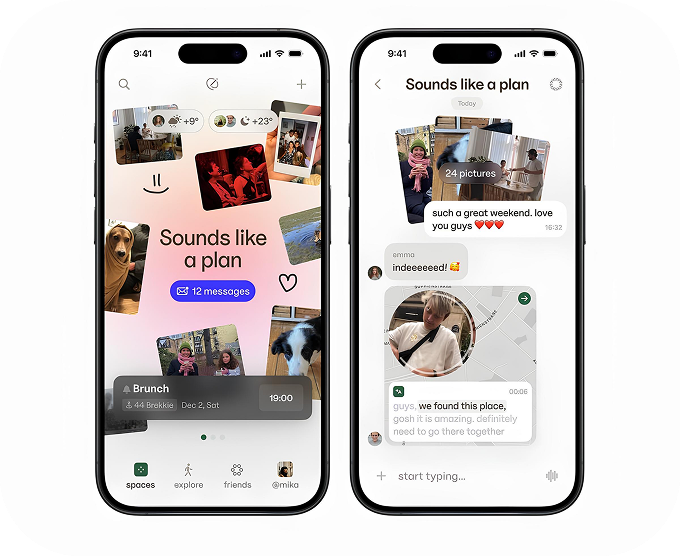 9:41
+9°
+23°
Sounds like
a plan
12 messages
Brunch
44 Brekkie
Dec 2, Sat
19:00
spaces
explore
friends
@mika
9:41
Sounds like a plan
Today
24 pictures
such a great weekend. love
you guys ❤️❤️❤️
16:32
emma
indeeeeeed! 🥰
00:06
guys, we found this place,
gosh it is amazing. definitely
need to go there together
start typing...